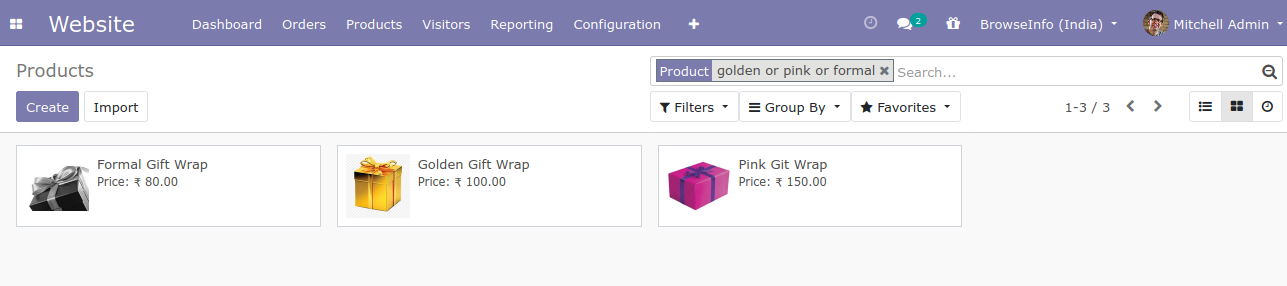 Website Dashboard Orders Products Visitors Reporting Configuration 2 BrowseInfo (India) Mitchell Admin
Products
Product golden or pink or formal Search...
Create Import Filters Group By Favorites 1-3 / 3
Formal Gift Wrap
Price: ₹ 80.00
Golden Gift Wrap
Price: ₹ 100.00
Pink Git Wrap
Price: ₹ 150.00